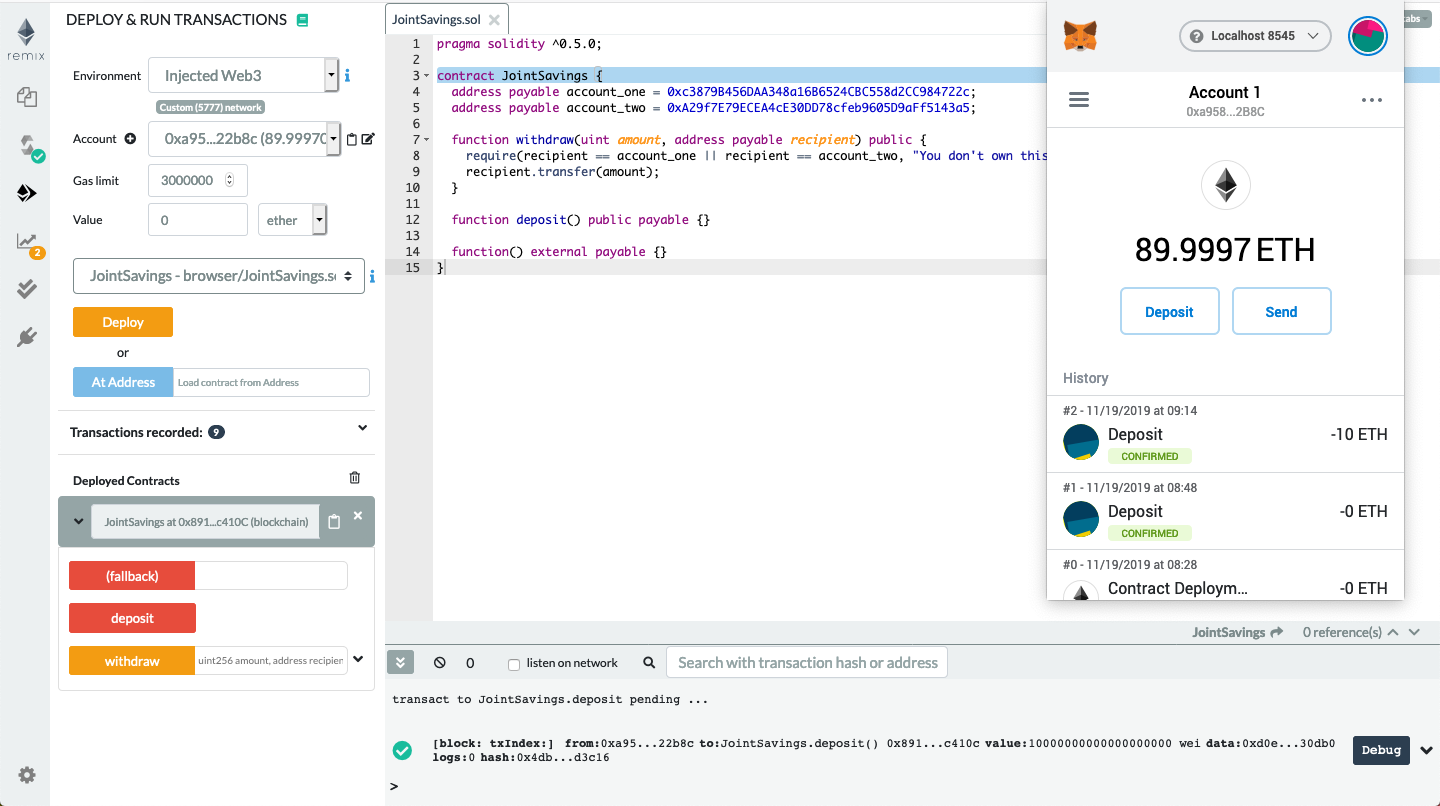 remix
2
DEPLOY & RUN TRANSACTIONS
Environment
Injected Web3
Custom (5777) network
Account
0xa95...22b8c (89.9997
Gas limit
3000000
Value
0
ether
JointSavings - browser/JointSavings.s
Deploy
or
At Address
Load contract from Address
Transactions recorded: 9
Deployed Contracts
JointSavings at 0x891...c410C (blockchain)
(fallback)
deposit
withdraw
uint256 amount, address recipien
JointSavings.sol
1 pragma solidity ^0.5.0;
2
3 contract JointSavings {
4 address payable account_one = 0xc3879B456DAA348a16B6524CBC558d2CC984722c;
5 address payable account_two = 0xA29f7E79ECEA4cE30DD78cfeb9605D9aFf5143a5;
6
7 function withdraw(uint amount, address payable recipient) public {
8 require(recipient == account_one || recipient == account_two, "You don't own this
9 recipient.transfer(amount);
10 }
11
12 function deposit() public payable {}
13
14 function() external payable {}
15 }
tabs
Localhost 8545
Account 1
0xa958...2B8C
89.9997 ETH
Deposit
Send
History
#2 - 11/19/2019 at 09:14
Deposit
-10 ETH
CONFIRMED
#1 - 11/19/2019 at 08:48
Deposit
-0 ETH
CONFIRMED
#0 - 11/19/2019 at 08:28
Contract Deploym...
-0 ETH
JointSavings
0 reference(s)
0
listen on network
Search with transaction hash or address
transact to JointSavings.deposit pending ...
[block: txIndex:] from:0xa95...22b8c to:JointSavings.deposit() 0x891...c410c value:10000000000000000000 wei data:0xd0e...30db0
logs:0 hash:0x4db...d3c16
Debug
>